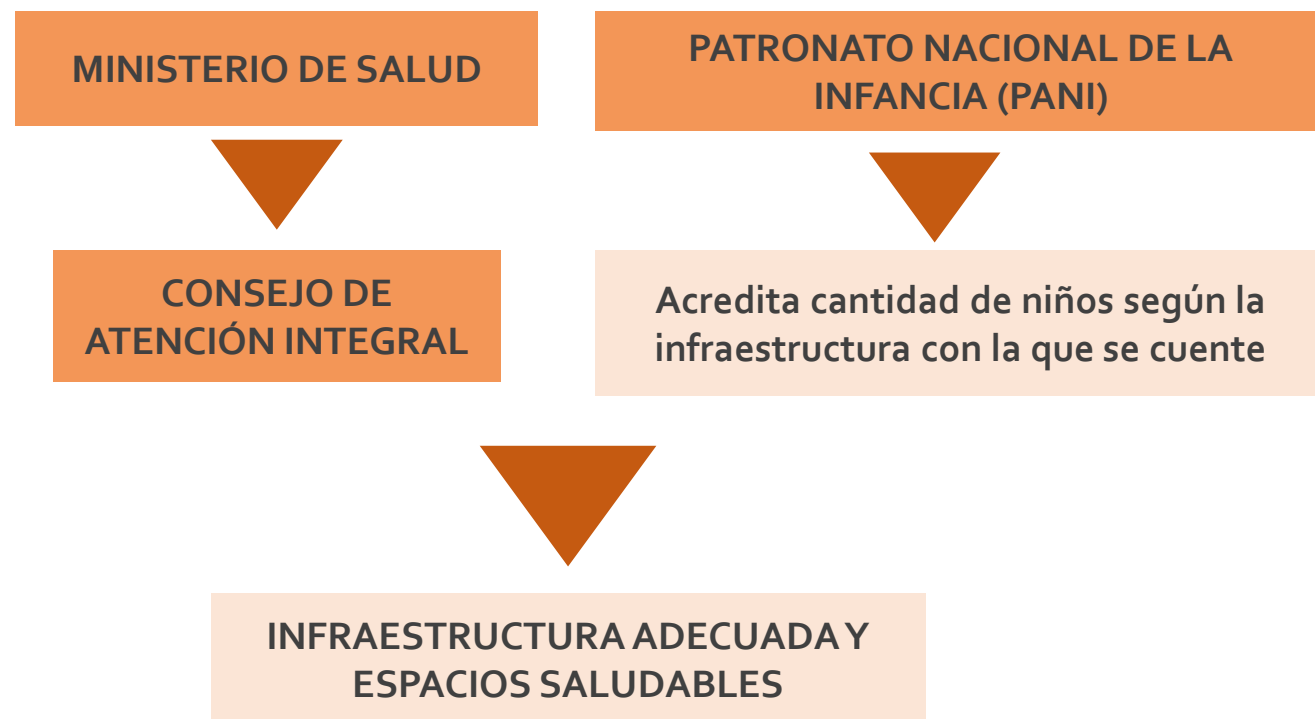 MINISTERIO DE SALUD
PATRONATO NACIONAL DE LA
INFANCIA (PANI)
CONSEJO DE
ATENCIÓN INTEGRAL
Acredita cantidad de niños según la
infraestructura con la que se cuente
INFRAESTRUCTURA ADECUADA Y
ESPACIOS SALUDABLES